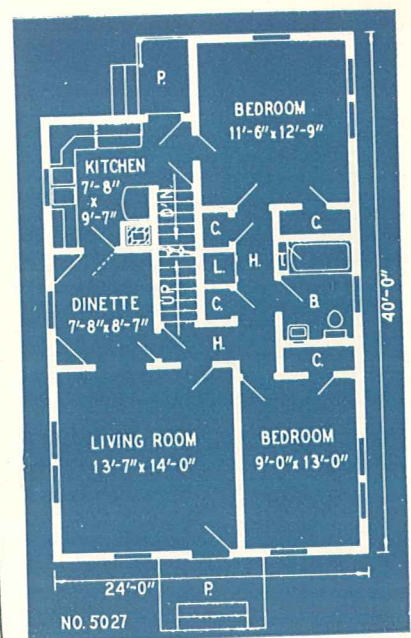 P.
BEDROOM
11'-6" x 12'-9"
KITCHEN
7'-8"
x
9'-7"
DN.
C.
C.
L.
H.
UP
C.
B.
DINETTE
7'-8" x 8'-7"
H.
C.
40'-0"
LIVING ROOM
13'-7" x 14'-0"
BEDROOM
9'-0" x 13'-0"
24'-0"
P.
NO. 5027